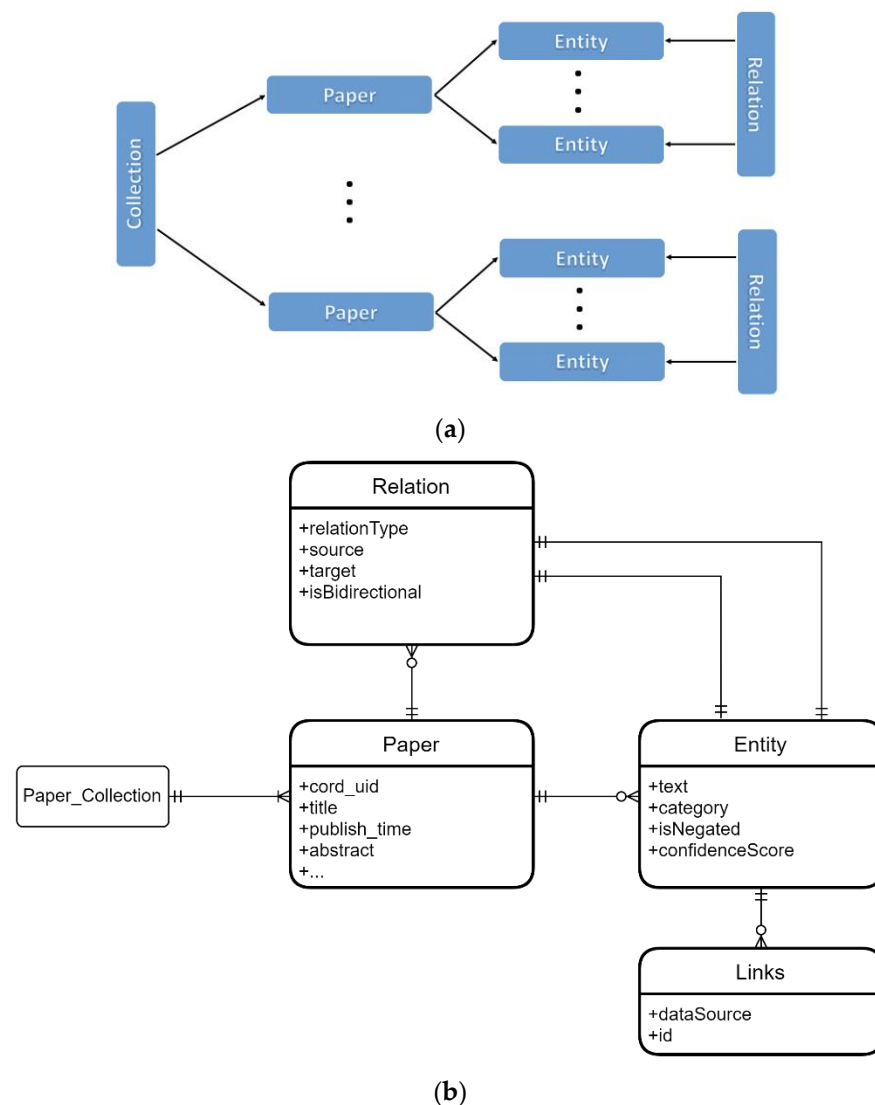 Entity
Paper
Entity
Relation
Collection
Entity
Paper
Entity
Relation
(a)
Relation
+relationType
+source
+target
+isBidirectional
Paper
+cord_uid
+title
+publish_time
+abstract
+...
Entity
+text
+category
+isNegated
+confidenceScore
Paper_Collection
Links
+dataSource
+id
(b)